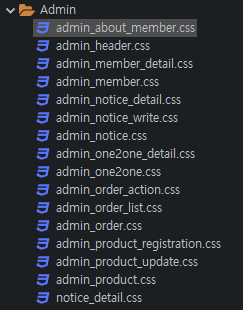 Admin
admin_about_member.css
admin_header.css
admin_member_detail.css
admin_member.css
admin_notice_detail.css
admin_notice_write.css
admin_notice.css
admin_one2one_detail.css
admin_one2one.css
admin_order_action.css
admin_order_list.css
admin_order.css
admin_product_registration.css
admin_product_update.css
admin_product.css
notice_detail.css